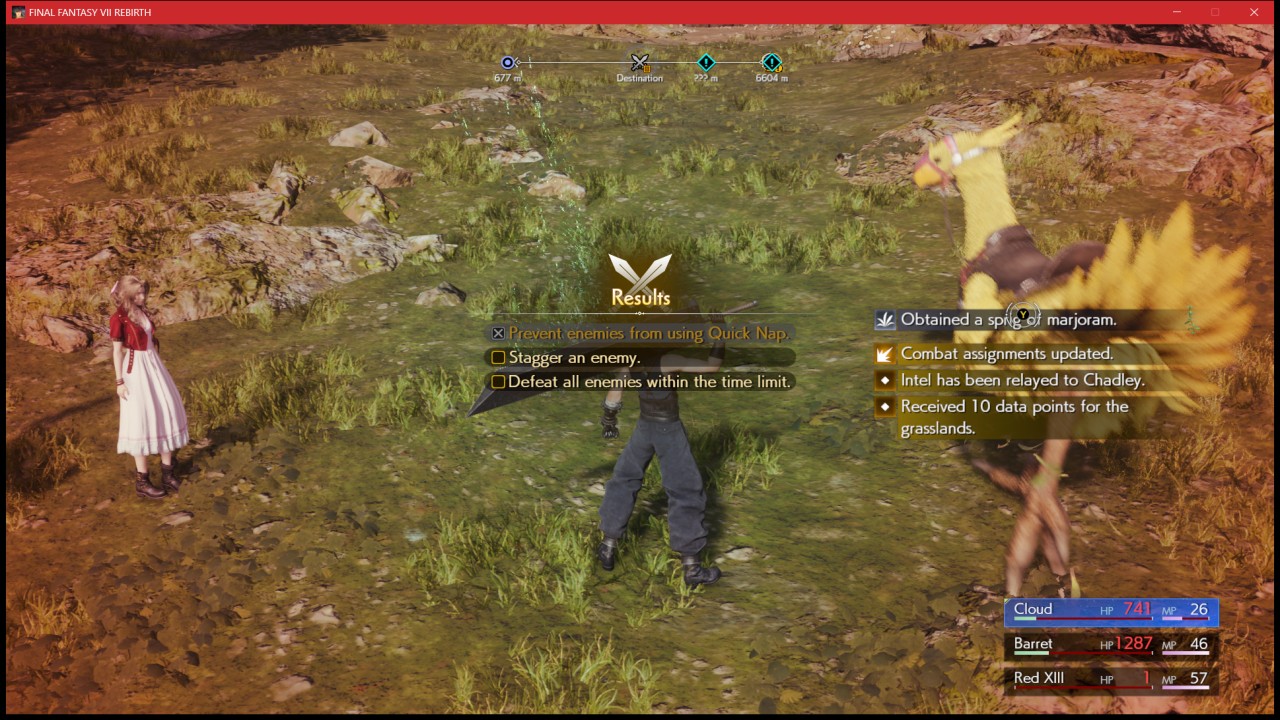 FINAL FANTASY VII REBIRTH
677 m
Destination
??? m
6604 m
Results
Prevent enemies from using Quick Nap.
Stagger an enemy.
Defeat all enemies within the time limit.
Y
Obtained a sprig of marjoram.
Combat assignments updated.
Intel has been relayed to Chadley.
Received 10 data points for the
grasslands.
Cloud HP 741 MP 26
Barret HP 1287 MP 46
Red XIII HP 1 MP 57